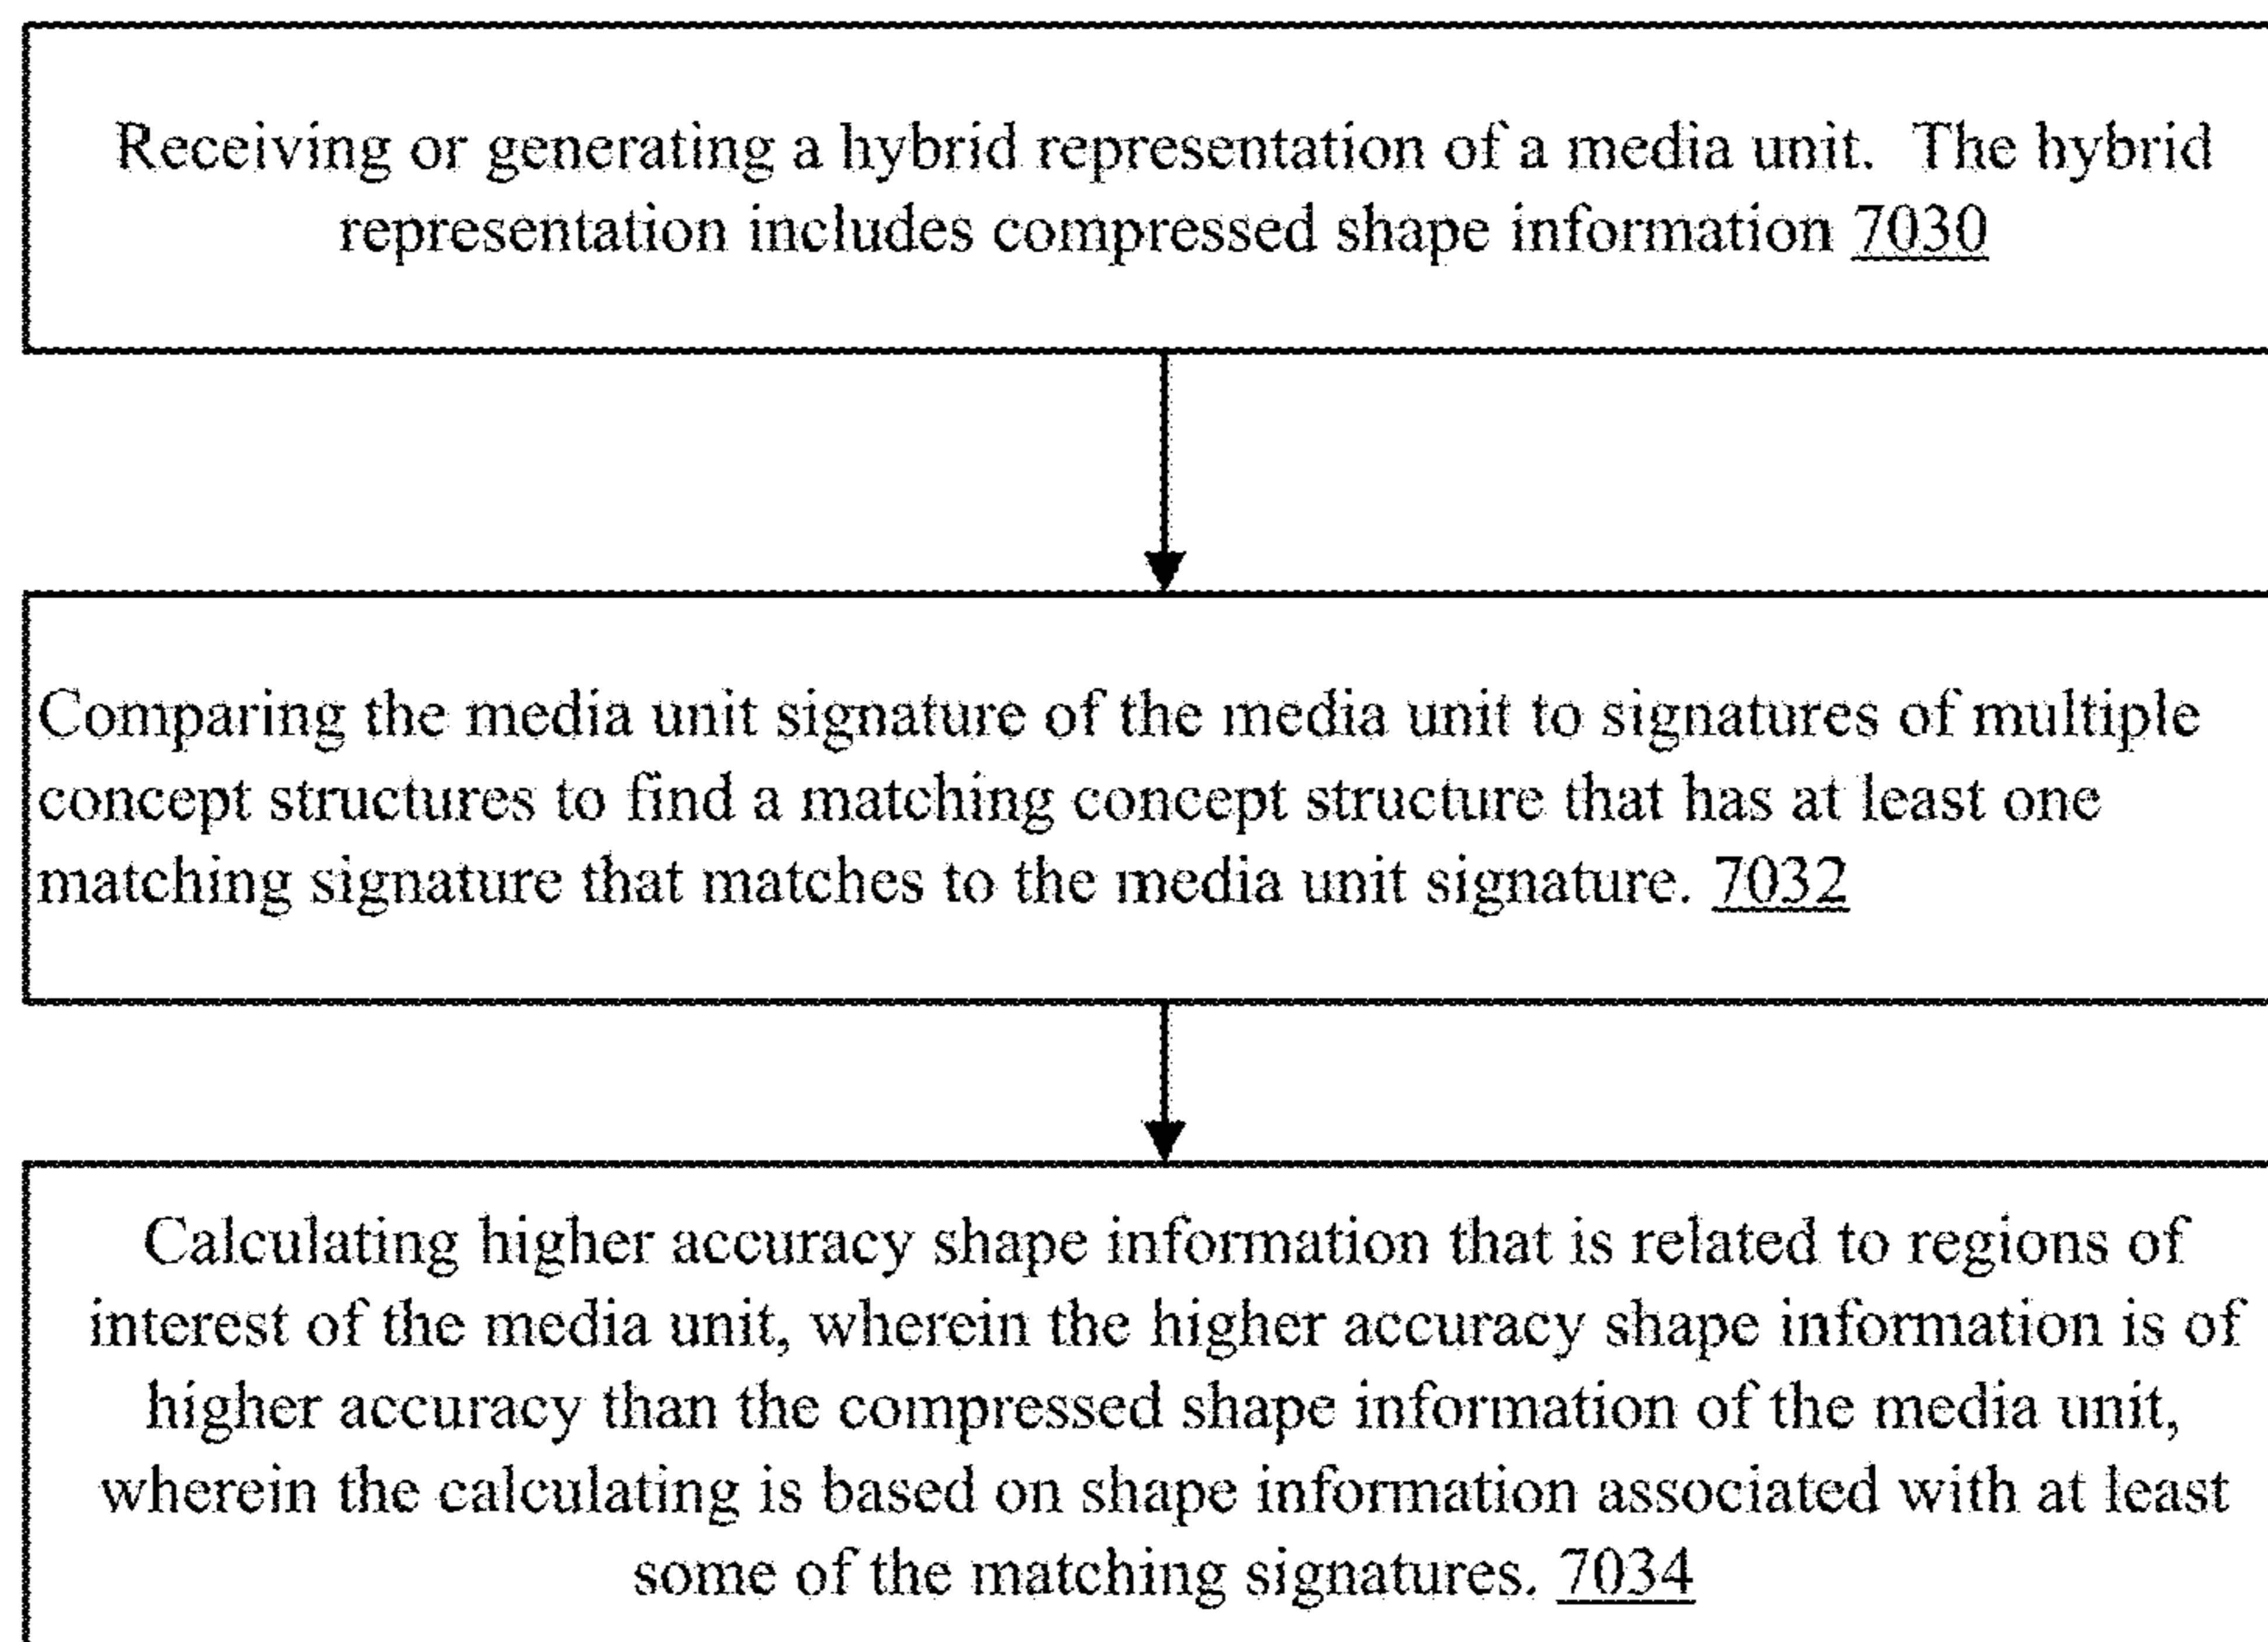 Receiving or generating a hybrid representation of a media unit. The hybrid
representation includes compressed shape information 7030
Comparing the media unit signature of the media unit to signatures of multiple
concept structures to find a matching concept structure that has at least one
matching signature that matches to the media unit signature. 7032
Calculating higher accuracy shape information that is related to regions of
interest of the media unit, wherein the higher accuracy shape information is of
higher accuracy than the compressed shape information of the media unit,
wherein the calculating is based on shape information associated with at least
some of the matching signatures. 7034